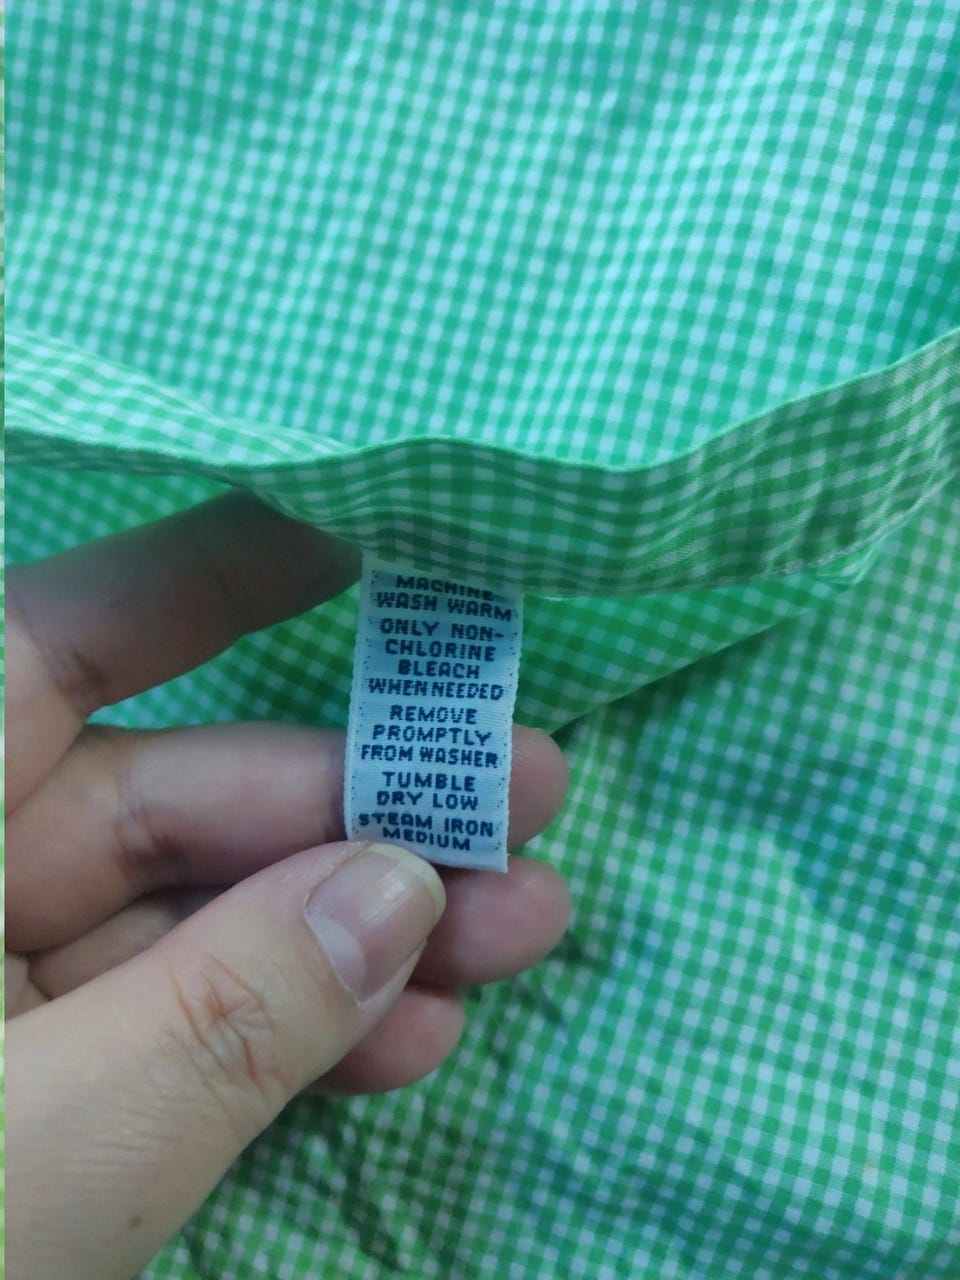 MACHINE
WASH WARM
ONLY NON-
CHLORINE
BLEACH
WHEN NEEDED
REMOVE
PROMPTLY
FROM WASHER
TUMBLE
DRY LOW
STEAM IRON
MEDIUM